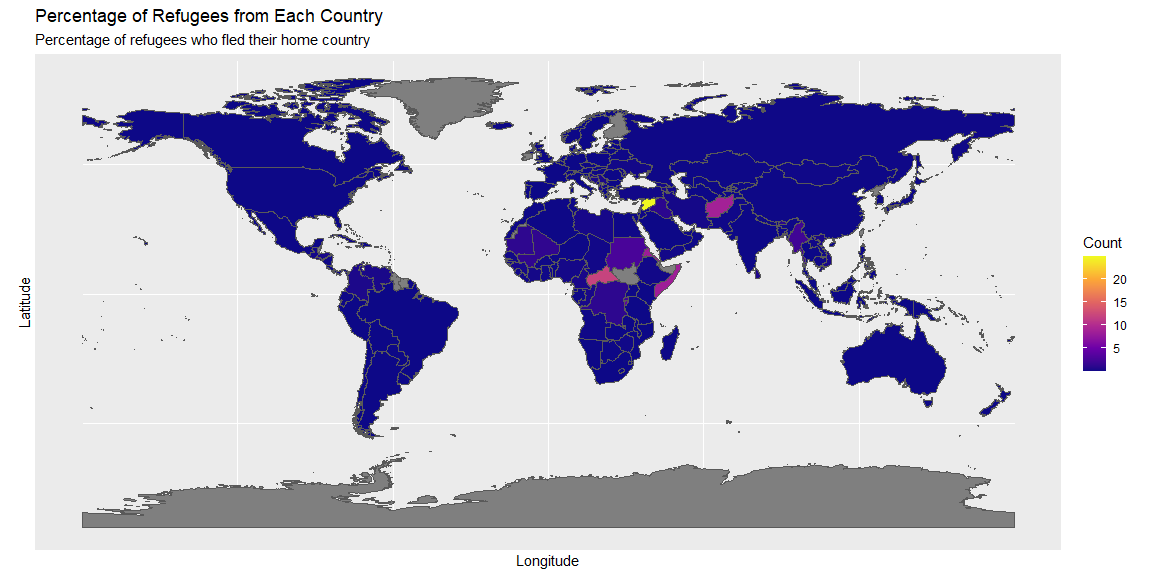 Percentage of Refugees from Each Country
Percentage of refugees who fled their home country
Latitude
Longitude
Count
20
15
10
5